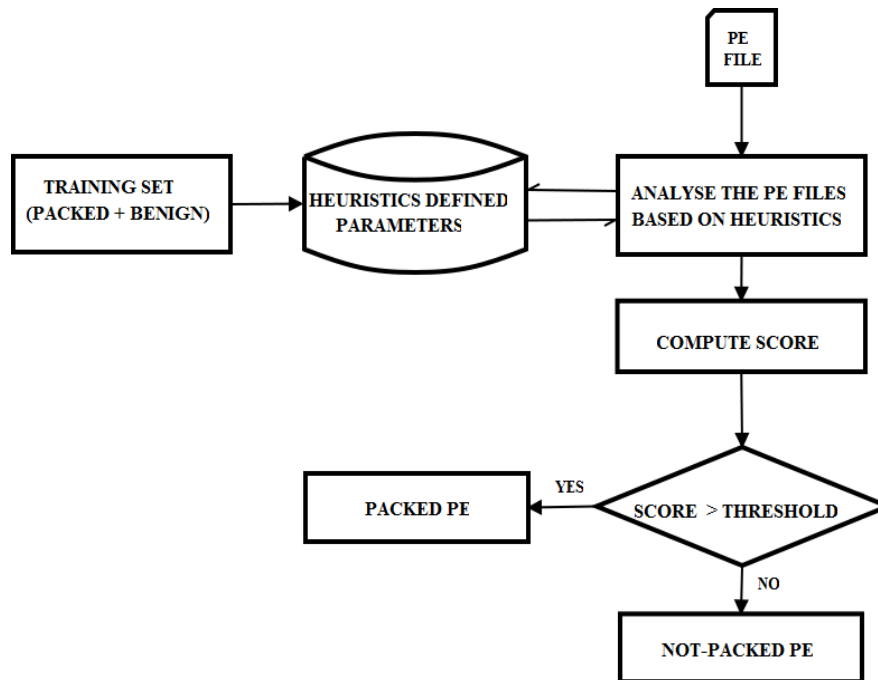 PE
FILE
TRAINING SET
(PACKED + BENIGN)
HEURISTICS DEFINED
PARAMETERS
ANALYSE THE PE FILES
BASED ON HEURISTICS
COMPUTE SCORE
SCORE > THRESHOLD
YES
PACKED PE
NO
NOT-PACKED PE